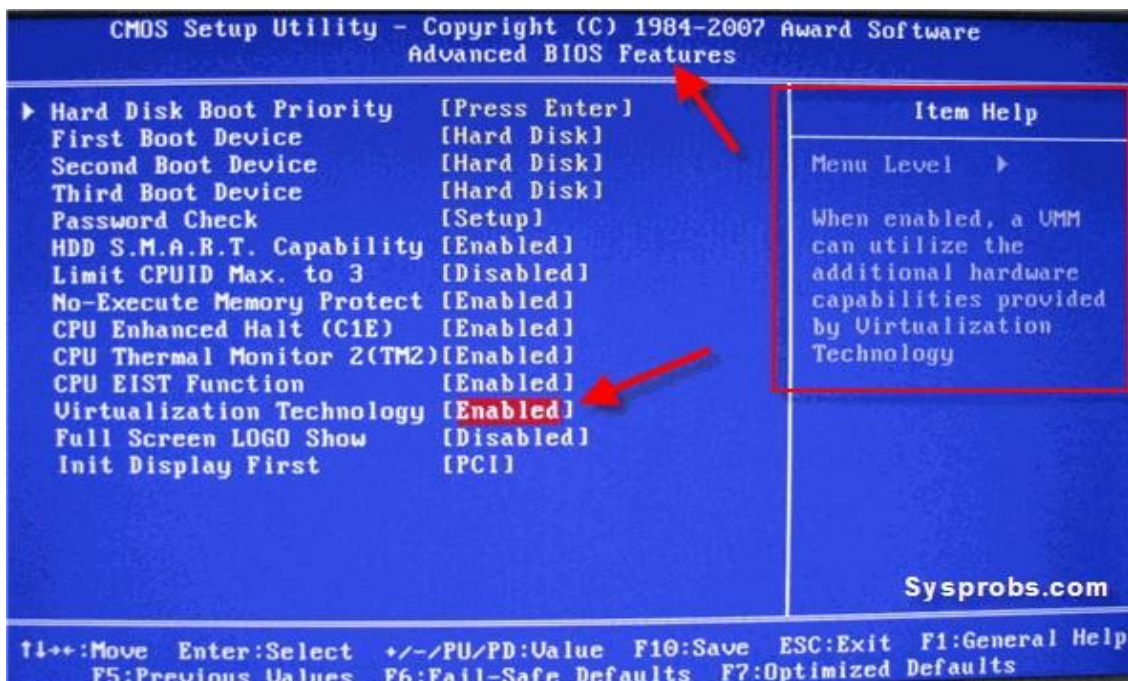 CMOS Setup Utility - Copyright (C) 1984-2007 Award Software
Advanced BIOS Features
Hard Disk Boot Priority [Press Enter]
First Boot Device [Hard Disk]
Second Boot Device [Hard Disk]
Third Boot Device [Hard Disk]
Password Check [Setup]
HDD S.M.A.R.T. Capability [Enabled]
Limit CPUID Max. to 3 [Disabled]
No-Execute Memory Protect [Enabled]
CPU Enhanced Halt (C1E) [Enabled]
CPU Thermal Monitor 2(TM2)[Enabled]
CPU EIST Function [Enabled]
Virtualization Technology [Enabled]
Full Screen LOGO Show [Disabled]
Init Display First [PCI]
Item Help
Menu Level
When enabled, a VMM
can utilize the
additional hardware
capabilities provided
by Virtualization
Technology
Sysprobs.com
↑↓→←:Move Enter:Select +/-/PU/PD:Value F10:Save ESC:Exit F1:General Help
F5:Previous Values F6:Fail-Safe Defaults F7:Optimized Defaults